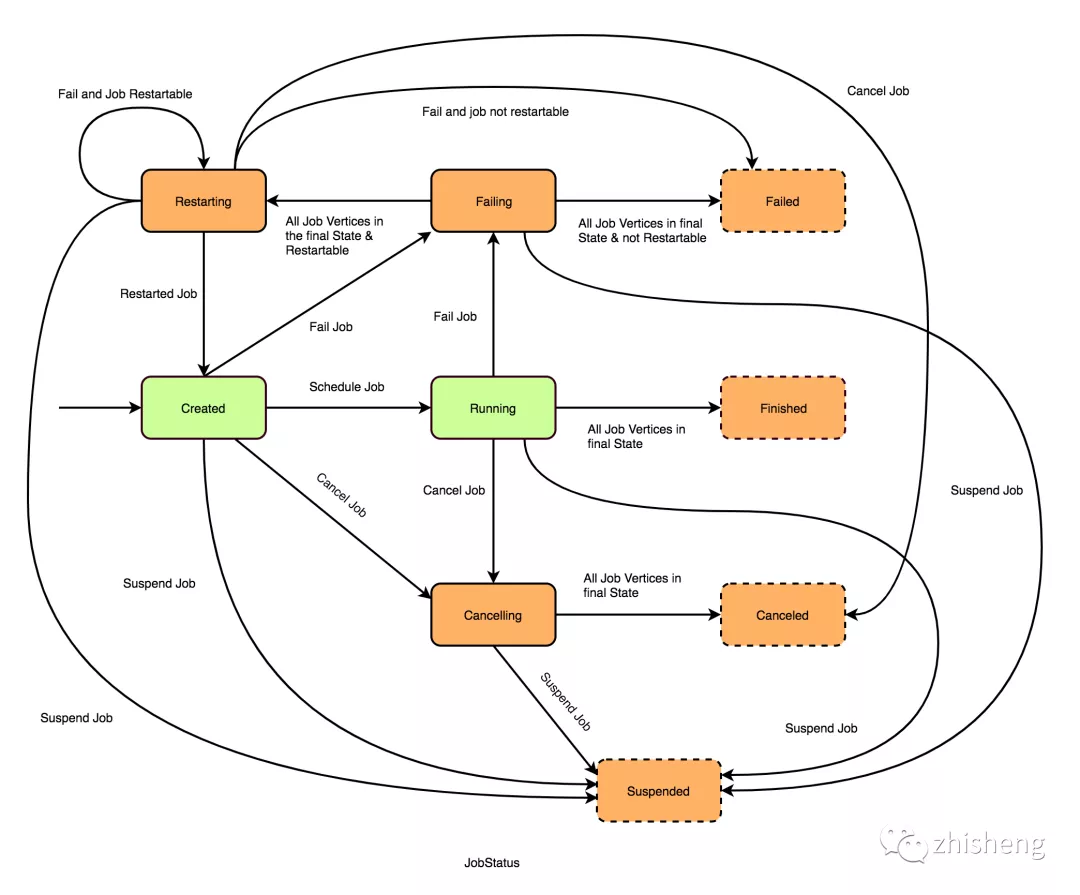 Cancel Job
Fail and Job Restartable
Fail and job not restartable
Restarting
Failing
Failed
All Job Vertices in
the final State &
Restartable
All Job Vertices in final
State & not Restartable
Restarted Job
Fail Job
Fail Job
Schedule Job
Created
Running
Finished
All Job Vertices in
final State
Cancel Job
Cancel Job
Suspend Job
Suspend Job
All Job Vertices in
final State
Cancelling
Canceled
Suspend Job
Suspend Job
Suspend Job
Suspended
zhisheng
JobStatus